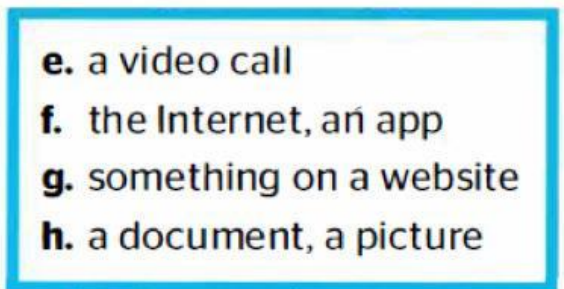 e. a video call
f. the Internet, an app
g. something on a website
h. a document, a picture